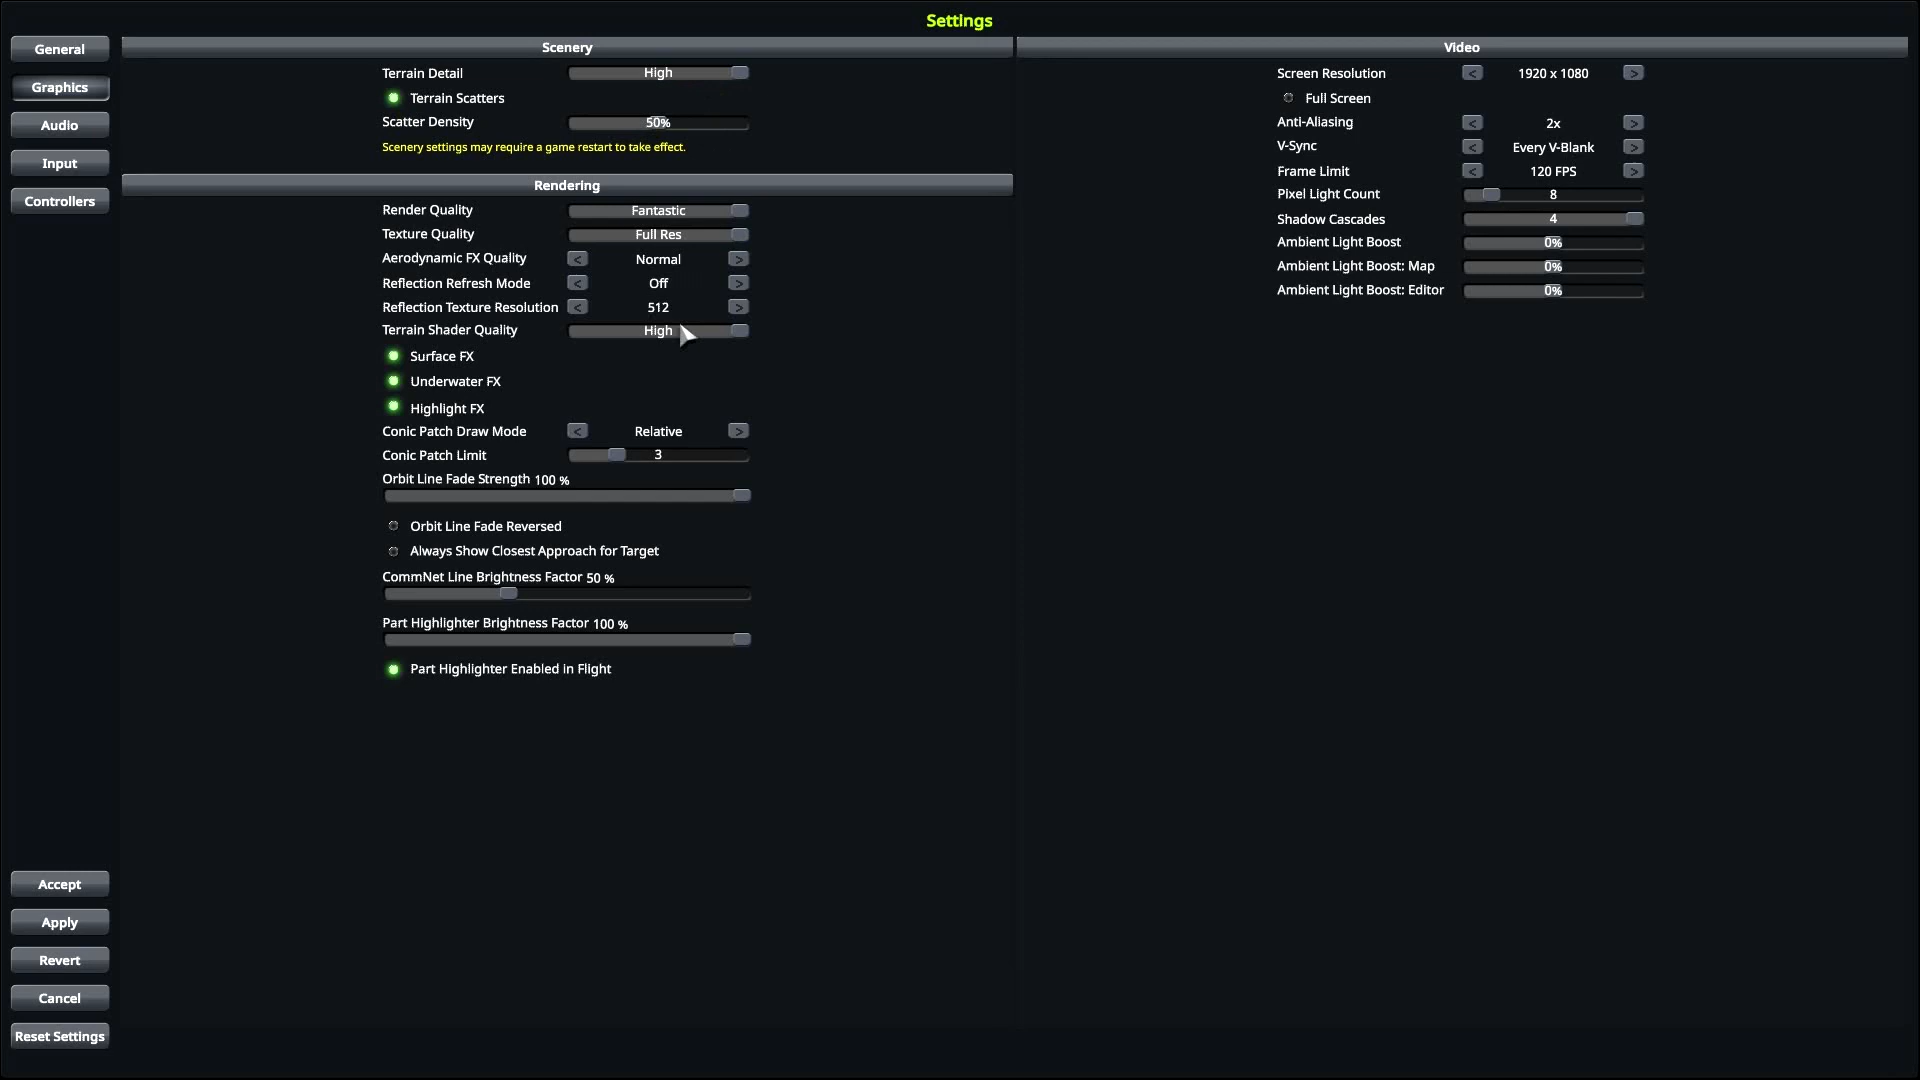 Settings
General
Graphics
Audio
Input
Controllers
Scenery
Terrain Detail High
Terrain Scatters
Scatter Density 50%
Scenery settings may require a game restart to take effect.
Rendering
Render Quality Fantastic
Texture Quality Full Res
Aerodynamic FX Quality < Normal >
Reflection Refresh Mode < Off >
Reflection Texture Resolution < 512 >
Terrain Shader Quality High
Surface FX
Underwater FX
Highlight FX
Conic Patch Draw Mode < Relative >
Conic Patch Limit 3
Orbit Line Fade Strength 100 %
Orbit Line Fade Reversed
Always Show Closest Approach for Target
CommNet Line Brightness Factor 50 %
Part Highlighter Brightness Factor 100 %
Part Highlighter Enabled in Flight
Video
Screen Resolution < 1920 x 1080 >
Full Screen
Anti-Aliasing < 2x >
V-Sync < Every V-Blank >
Frame Limit < 120 FPS >
Pixel Light Count 8
Shadow Cascades 4
Ambient Light Boost 0%
Ambient Light Boost: Map 0%
Ambient Light Boost: Editor 0%
Accept
Apply
Revert
Cancel
Reset Settings